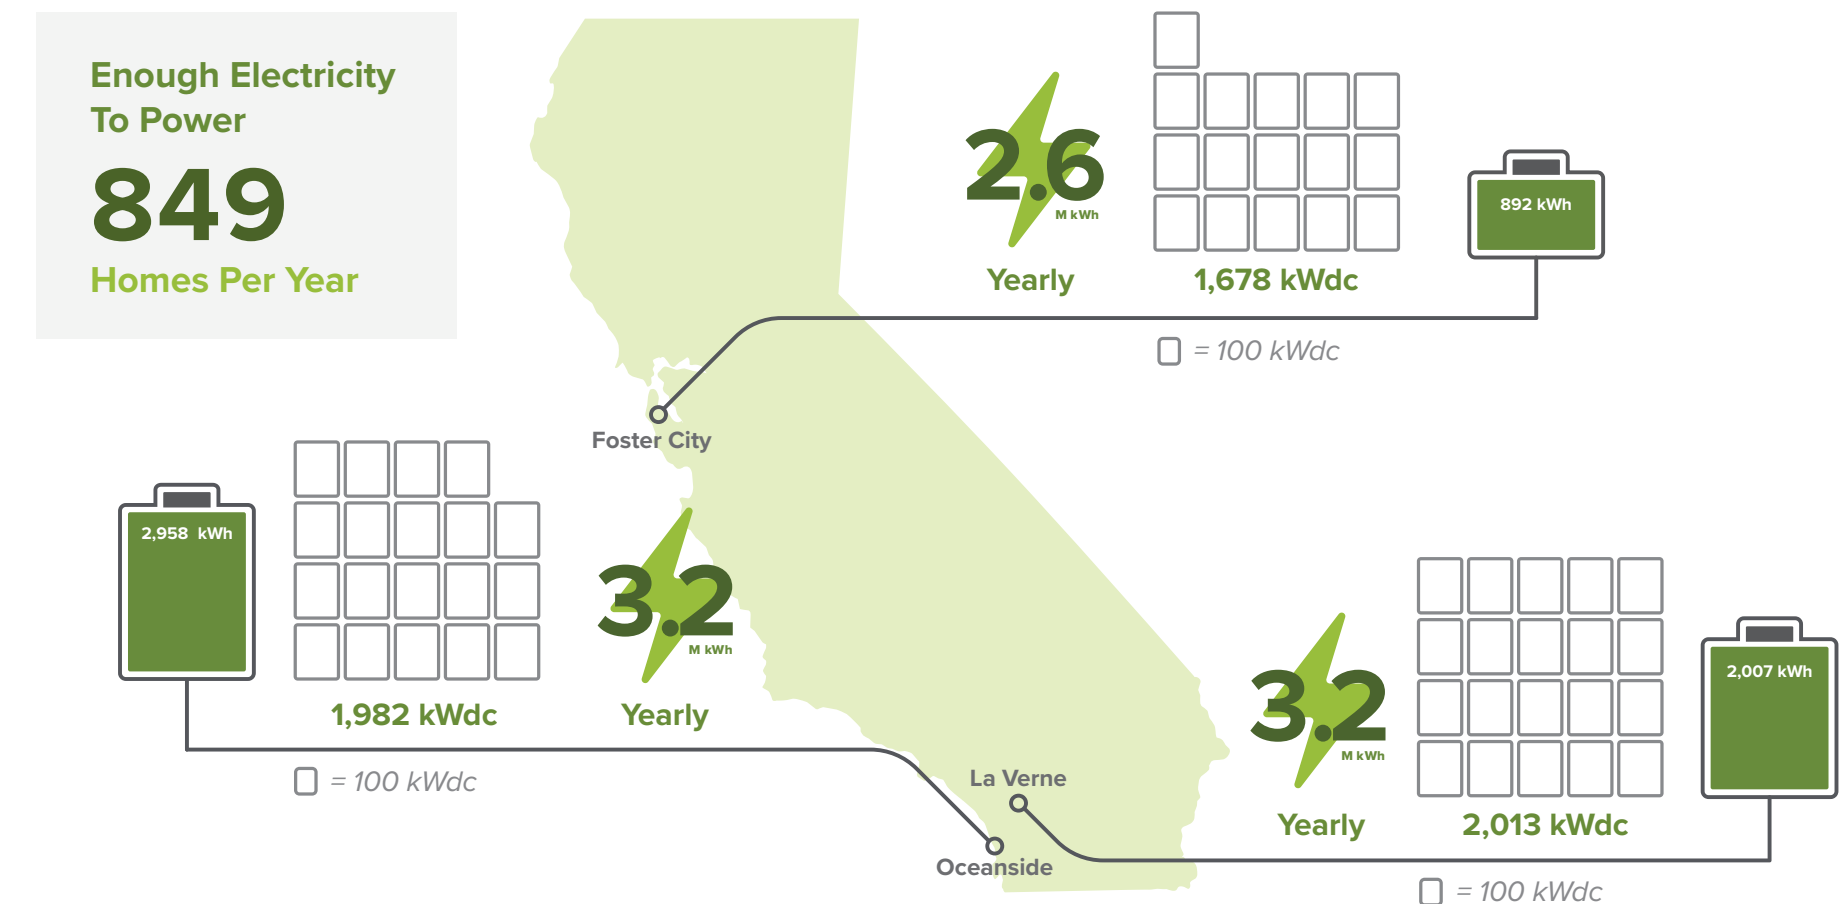 Enough Electricity
To Power
849
Homes Per Year
2.6
M kWh
Yearly
1,678 kWdc
892 kWh
= 100 kWdc
Foster City
2,958 kWh
1,982 kWdc
3.2
M kWh
Yearly
= 100 kWdc
La Verne
Oceanside
3.2
M kWh
Yearly
2,013 kWdc
2,007 kWh
= 100 kWdc